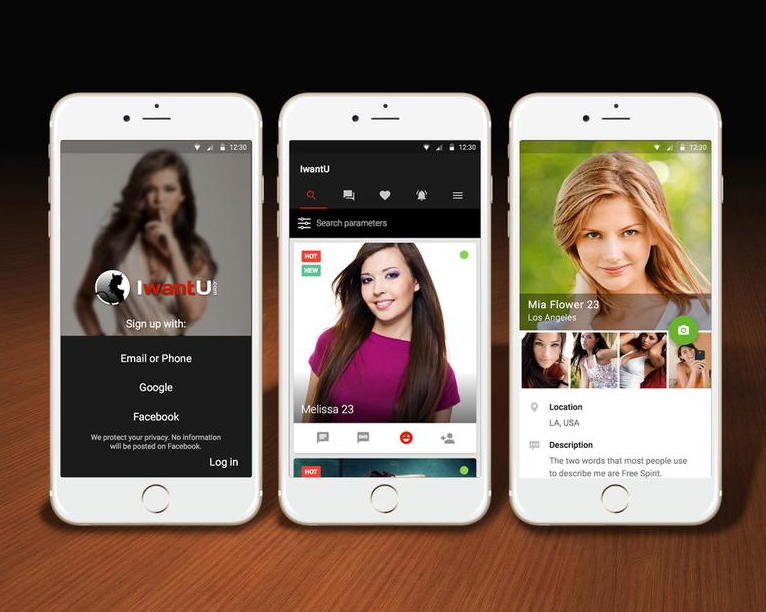 12:30
IwantU.com
Sign up with:
Email or Phone
Google
Facebook
We protect your privacy. No information
will be posted on Facebook.
Log in
12:30
IwantU
Search parameters
HOT
NEW
Melissa 23
HOT
12:30
Mia Flower 23
Los Angeles
Location
LA, USA
Description
The two words that most people use
to describe me are Free Spirit.